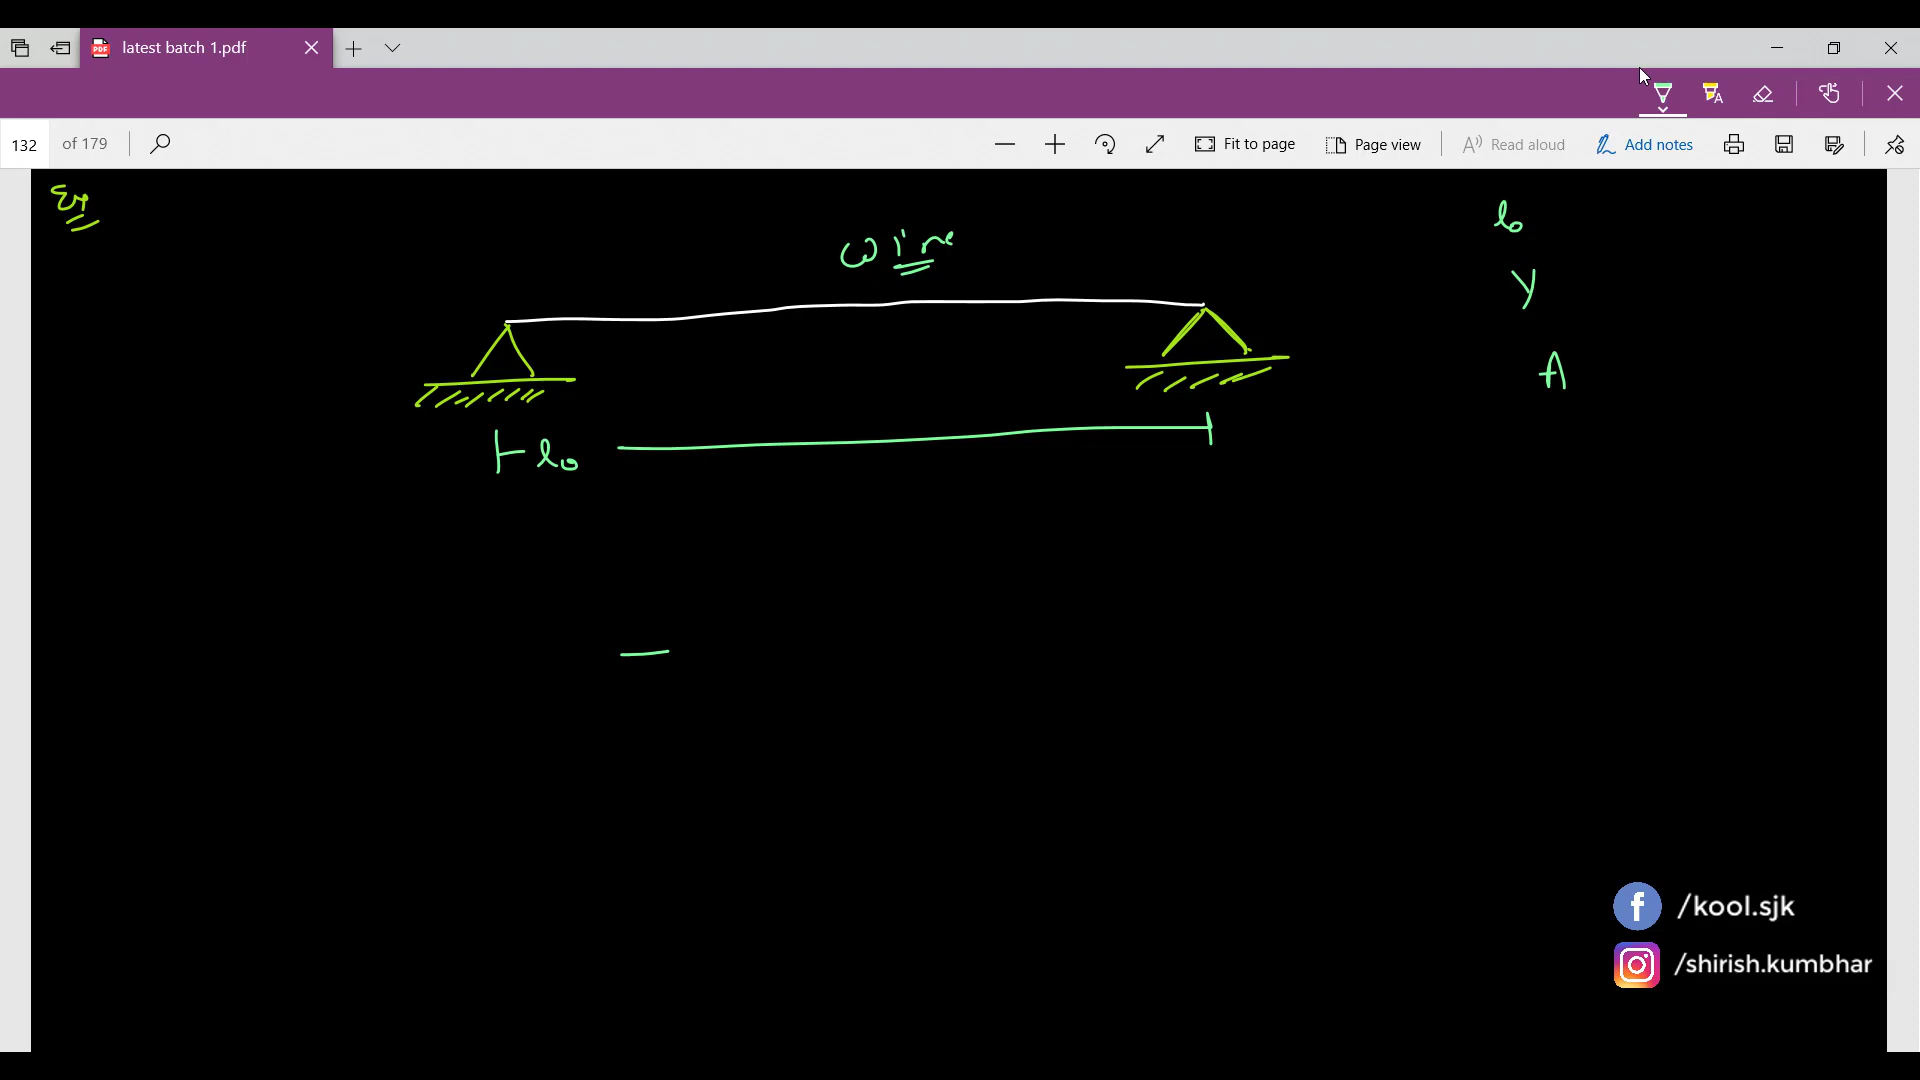 latest batch 1.pdf
132 of 179
Fit to page
Page view
Read aloud
Add notes
Ex
wire
l₀
y
A
l₀
/kool.sjk
/shirish.kumbhar